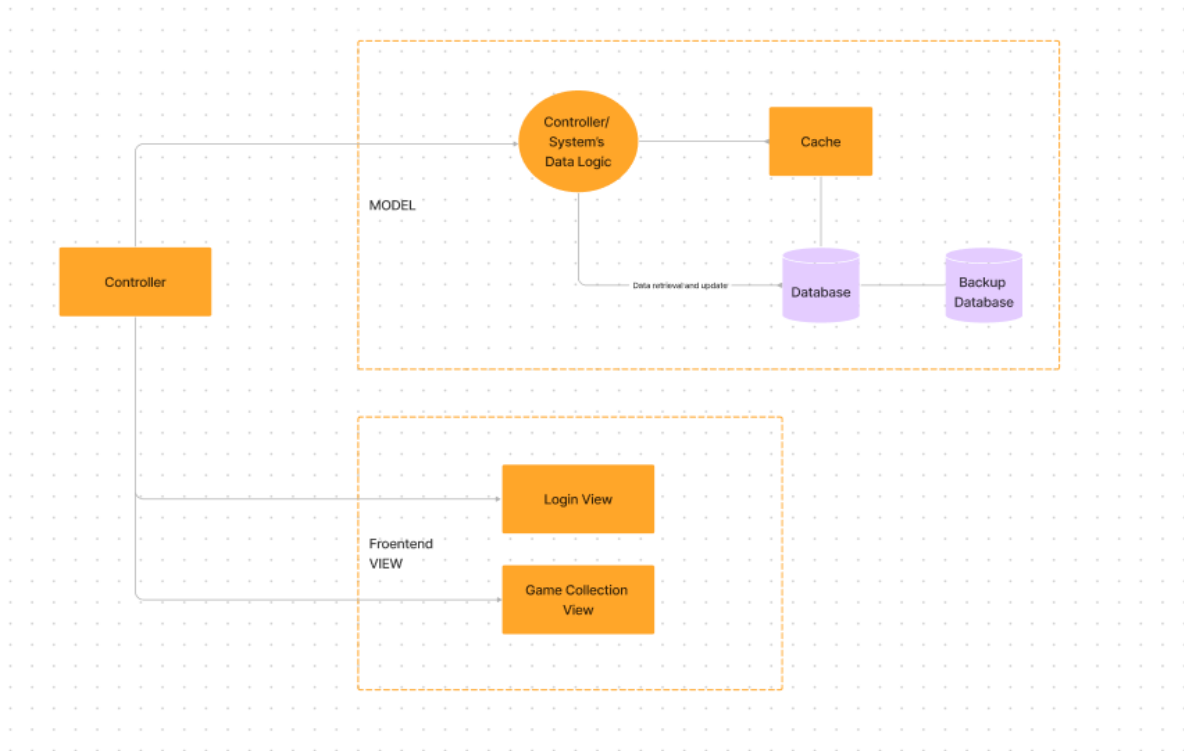 Controller/
System's
Data Logic
Cache
MODEL
Controller
Data retrieval and update
Database
Backup
Database
Login View
Froentend
VIEW
Game Collection
View